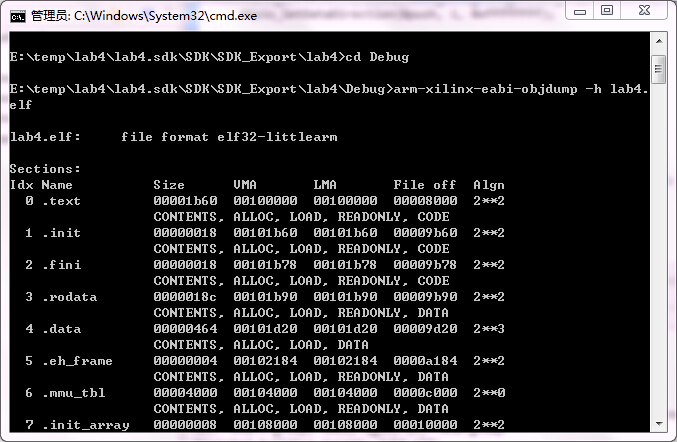 管理员: C:\Windows\System32\cmd.exe
E:\temp\lab4\lab4.sdk\SDK\SDK_Export\lab4>cd Debug
E:\temp\lab4\lab4.sdk\SDK\SDK_Export\lab4\Debug>arm-xilinx-eabi-objdump -h lab4.
elf
lab4.elf:     file format elf32-littlearm
Sections:
Idx Name          Size      VMA       LMA       File off  Algn
  0 .text         00001b60  00100000  00100000  00008000  2**2
                  CONTENTS, ALLOC, LOAD, READONLY, CODE
  1 .init         00000018  00101b60  00101b60  00009b60  2**2
                  CONTENTS, ALLOC, LOAD, READONLY, CODE
  2 .fini         00000018  00101b78  00101b78  00009b78  2**2
                  CONTENTS, ALLOC, LOAD, READONLY, CODE
  3 .rodata       0000018c  00101b90  00101b90  00009b90  2**2
                  CONTENTS, ALLOC, LOAD, READONLY, DATA
  4 .data         00000464  00101d20  00101d20  00009d20  2**3
                  CONTENTS, ALLOC, LOAD, DATA
  5 .eh_frame     00000004  00102184  00102184  0000a184  2**2
                  CONTENTS, ALLOC, LOAD, READONLY, DATA
  6 .mmu_tbl      00004000  00104000  00104000  0000c000  2**0
                  CONTENTS, ALLOC, LOAD, READONLY, DATA
  7 .init_array   00000008  00108000  00108000  00010000  2**2